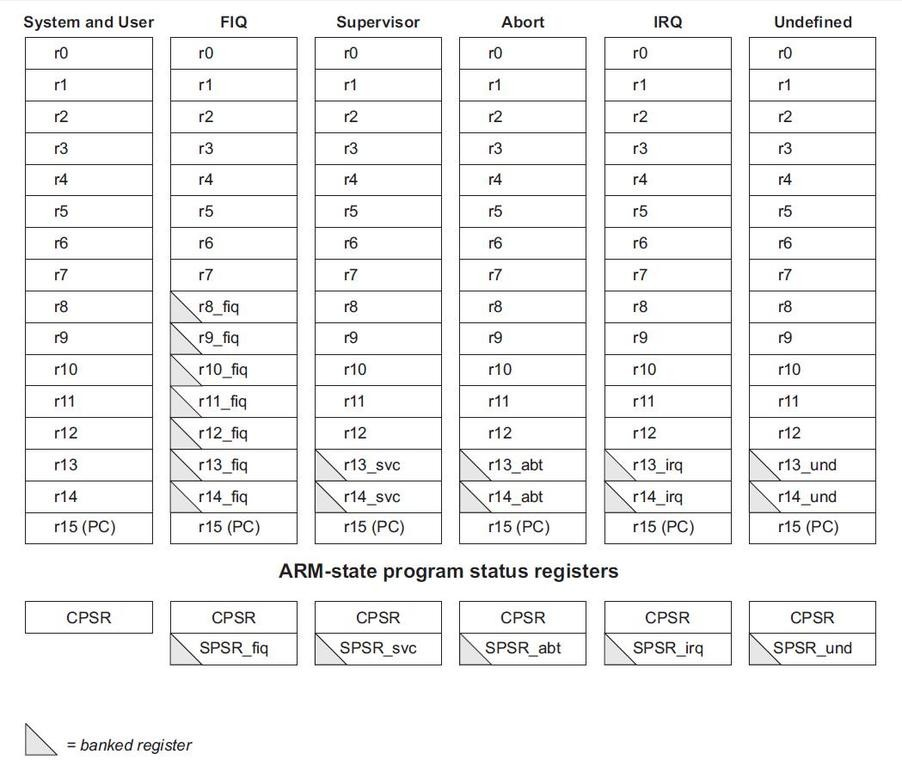 System and User FIQ Supervisor Abort IRQ Undefined
r0 r0 r0 r0 r0 r0
r1 r1 r1 r1 r1 r1
r2 r2 r2 r2 r2 r2
r3 r3 r3 r3 r3 r3
r4 r4 r4 r4 r4 r4
r5 r5 r5 r5 r5 r5
r6 r6 r6 r6 r6 r6
r7 r7 r7 r7 r7 r7
r8 r8_fiq r8 r8 r8 r8
r9 r9_fiq r9 r9 r9 r9
r10 r10_fiq r10 r10 r10 r10
r11 r11_fiq r11 r11 r11 r11
r12 r12_fiq r12 r12 r12 r12
r13 r13_fiq r13_svc r13_abt r13_irq r13_und
r14 r14_fiq r14_svc r14_abt r14_irq r14_und
r15 (PC) r15 (PC) r15 (PC) r15 (PC) r15 (PC) r15 (PC)
ARM-state program status registers
CPSR CPSR CPSR CPSR CPSR CPSR
SPSR_fiq SPSR_svc SPSR_abt SPSR_irq SPSR_und
= banked register